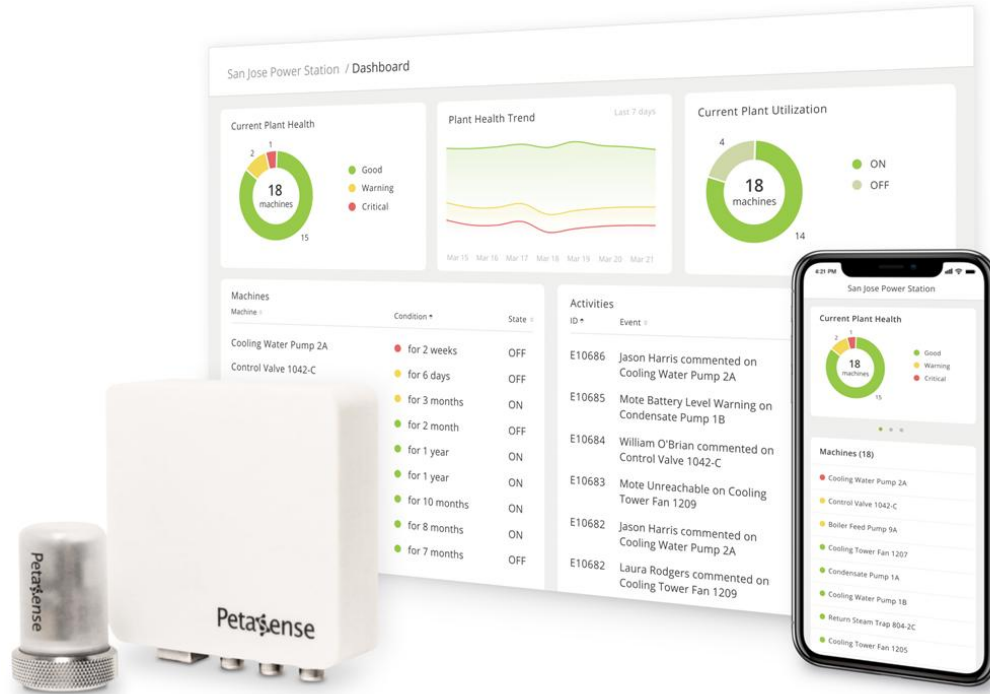 San Jose Power Station / Dashboard
Current Plant Health
2
1
18
machines
15
Good
Warning
Critical
Plant Health Trend
Last 7 days
Mar 15 Mar 16 Mar 17 Mar 18 Mar 19 Mar 20 Mar 21
Current Plant Utilization
4
18
machines
14
ON
OFF
Machines
Machine
Condition
State
Cooling Water Pump 2A
for 2 weeks
OFF
Control Valve 1042-C
for 6 days
OFF
for 3 months
ON
for 2 month
OFF
for 1 year
ON
for 1 year
ON
for 10 months
ON
for 8 months
ON
for 7 months
OFF
Activities
ID
Event
E10686
Jason Harris commented on
Cooling Water Pump 2A
E10685
Mote Battery Level Warning on
Condensate Pump 1B
E10684
William O'Brian commented on
Control Valve 1042-C
E10683
Mote Unreachable on Cooling
Tower Fan 1209
E10682
Jason Harris commented on
Cooling Water Pump 2A
E10682
Laura Rodgers commented on
Cooling Tower Fan 1209
4:21 PM
San Jose Power Station
Current Plant Health
2
1
18
machines
15
Good
Warning
Critical
Machines (18)
Cooling Water Pump 2A
Control Valve 1042-C
Boiler Feed Pump 9A
Cooling Tower Fan 1207
Condensate Pump 1A
Cooling Water Pump 1B
Return Steam Trap 804-2C
Cooling Tower Fan 1205
Petasense
Petasense